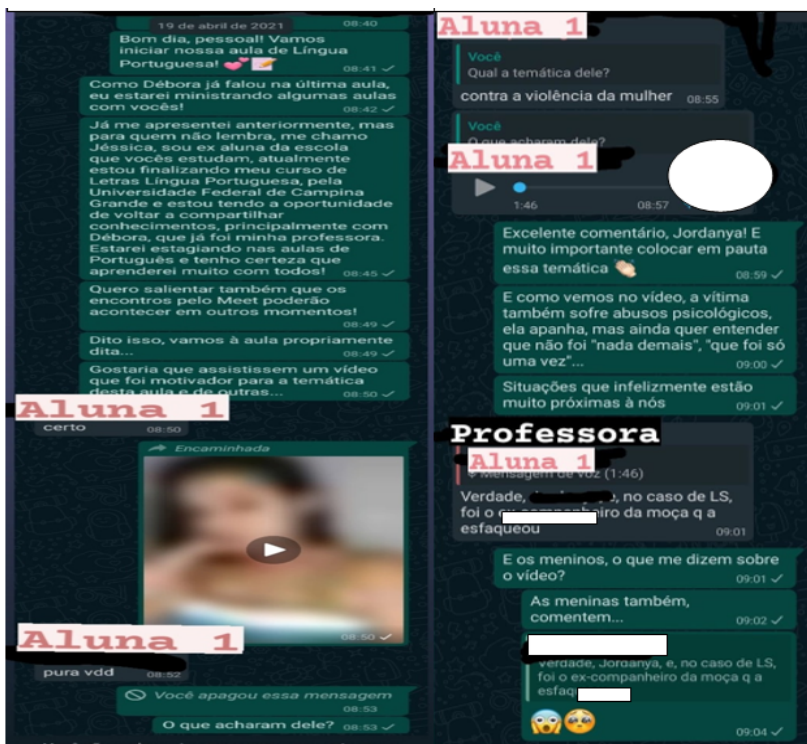 19 de abril de 2021
08:40
Bom dia, pessoal! Vamos
iniciar nossa aula de Língua
Portuguesa! 💕📝
08:41 ✓
Como Débora já falou na última aula,
eu estarei ministrando algumas aulas
com vocês!
08:42 ✓
Já me apresentei anteriormente, mas
para quem não lembra, me chamo
Jéssica, sou ex aluna da escola
que vocês estudam, atualmente
estou finalizando meu curso de
Letras Língua Portuguesa, pela
Universidade Federal de Campina
Grande e estou tendo a oportunidade
de voltar a compartilhar
conhecimentos, principalmente com
Débora, que já foi minha professora.
Estarei estagiando nas aulas de
Português e tenho certeza que
aprenderei muito com todos!
08:45 ✓
Quero salientar também que os
encontros pelo Meet poderão
acontecer em outros momentos!
08:49 ✓
Dito isso, vamos à aula propriamente
dita...
08:49 ✓
Gostaria que assistissem um vídeo
que foi motivador para a temática
desta aula e de outras...
08:50 ✓
Aluna 1
certo
08:50
Encaminhada
08:50 ✓
Aluna 1
pura vdd
08:52
Você apagou essa mensagem
08:53
O que acharam dele?
08:53 ✓
Aluna 1
Você
Qual a temática dele?
contra a violência da mulher
08:55
Você
O que acharam dele?
Aluna 1
1:46
08:57
Excelente comentário, Jordanya! E
muito importante colocar em pauta
essa temática 👏🏻
08:59 ✓
E como vemos no vídeo, a vítima
também sofre abusos psicológicos,
ela apanha, mas ainda quer entender
que não foi "nada demais", "que foi só
uma vez"...
09:00 ✓
Situações que infelizmente estão
muito próximas à nós
09:01 ✓
Professora
Aluna 1
Mensagem de voz (1:46)
Verdade, , no caso de LS,
foi o ex-companheiro da moça q a
esfaqueou
09:01
E os meninos, o que me dizem sobre
o vídeo?
09:01 ✓
As meninas também,
comentem...
09:02 ✓
Verdade, Jordanya, e, no caso de LS,
foi o ex-companheiro da moça q a
😱🥺
09:04 ✓